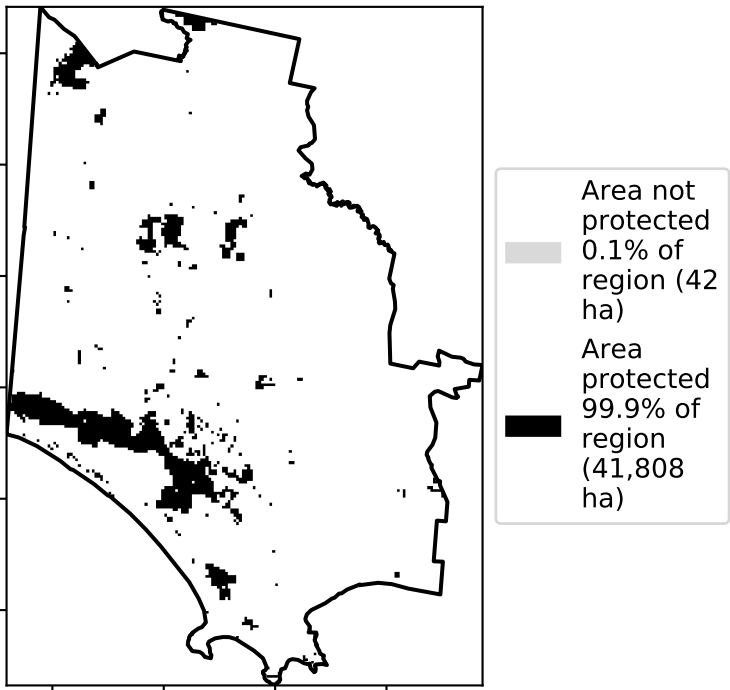 Area not
protected
0.1% of
region (42
ha)
Area
protected
99.9% of
region
(41,808
ha)